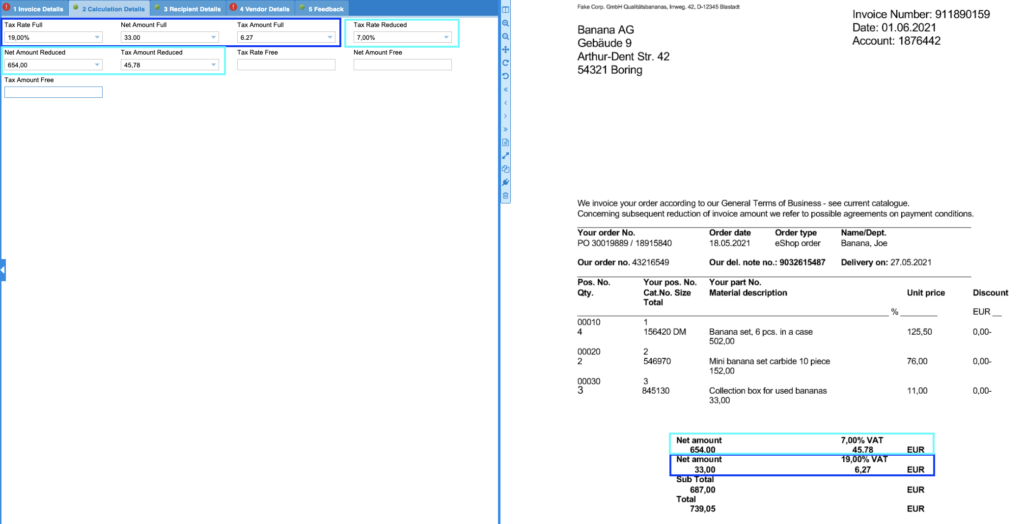 1 Invoice Details 2 Calculation Details 3 Recipient Details 4 Vendor Details 5 Feedback
Tax Rate Full Net Amount Full Tax Amount Full Tax Rate Reduced
19,00% 33.00 6.27 7,00%
Net Amount Reduced Tax Amount Reduced Tax Rate Free Net Amount Free
654,00 45,78
Tax Amount Free
Fake Corp. GmbH Qualitätsbananas, Irrweg. 42, D-12345 Blastadt
Invoice Number: 911890159
Date: 01.06.2021
Account: 1876442
Banana AG
Gebäude 9
Arthur-Dent Str. 42
54321 Boring
We invoice your order according to our General Terms of Business - see current catalogue.
Concerning subsequent reduction of invoice amount we refer to possible agreements on payment conditions.
Your order No. Order date Order type Name/Dept.
PO 30019889 / 18915840 18.05.2021 eShop order Banana, Joe
Our order no. 43216549 Our del. note no.: 9032615487 Delivery on: 27.05.2021
Pos. No. Your pos. No. Your part No.
Qty. Cat.No. Size Material description Unit price Discount
Total
% EUR
00010 1
4 156420 DM Banana set, 6 pcs. in a case 125,50 0,00-
502,00
00020 2
2 546970 Mini banana set carbide 10 piece 76,00 0,00-
152,00
00030 3
3 845130 Collection box for used bananas 11,00 0,00-
33,00
Net amount 7,00% VAT
654.00 45.78 EUR
Net amount 19,00% VAT
33,00 6,27 EUR
Sub Total
687,00 EUR
Total
739,05 EUR